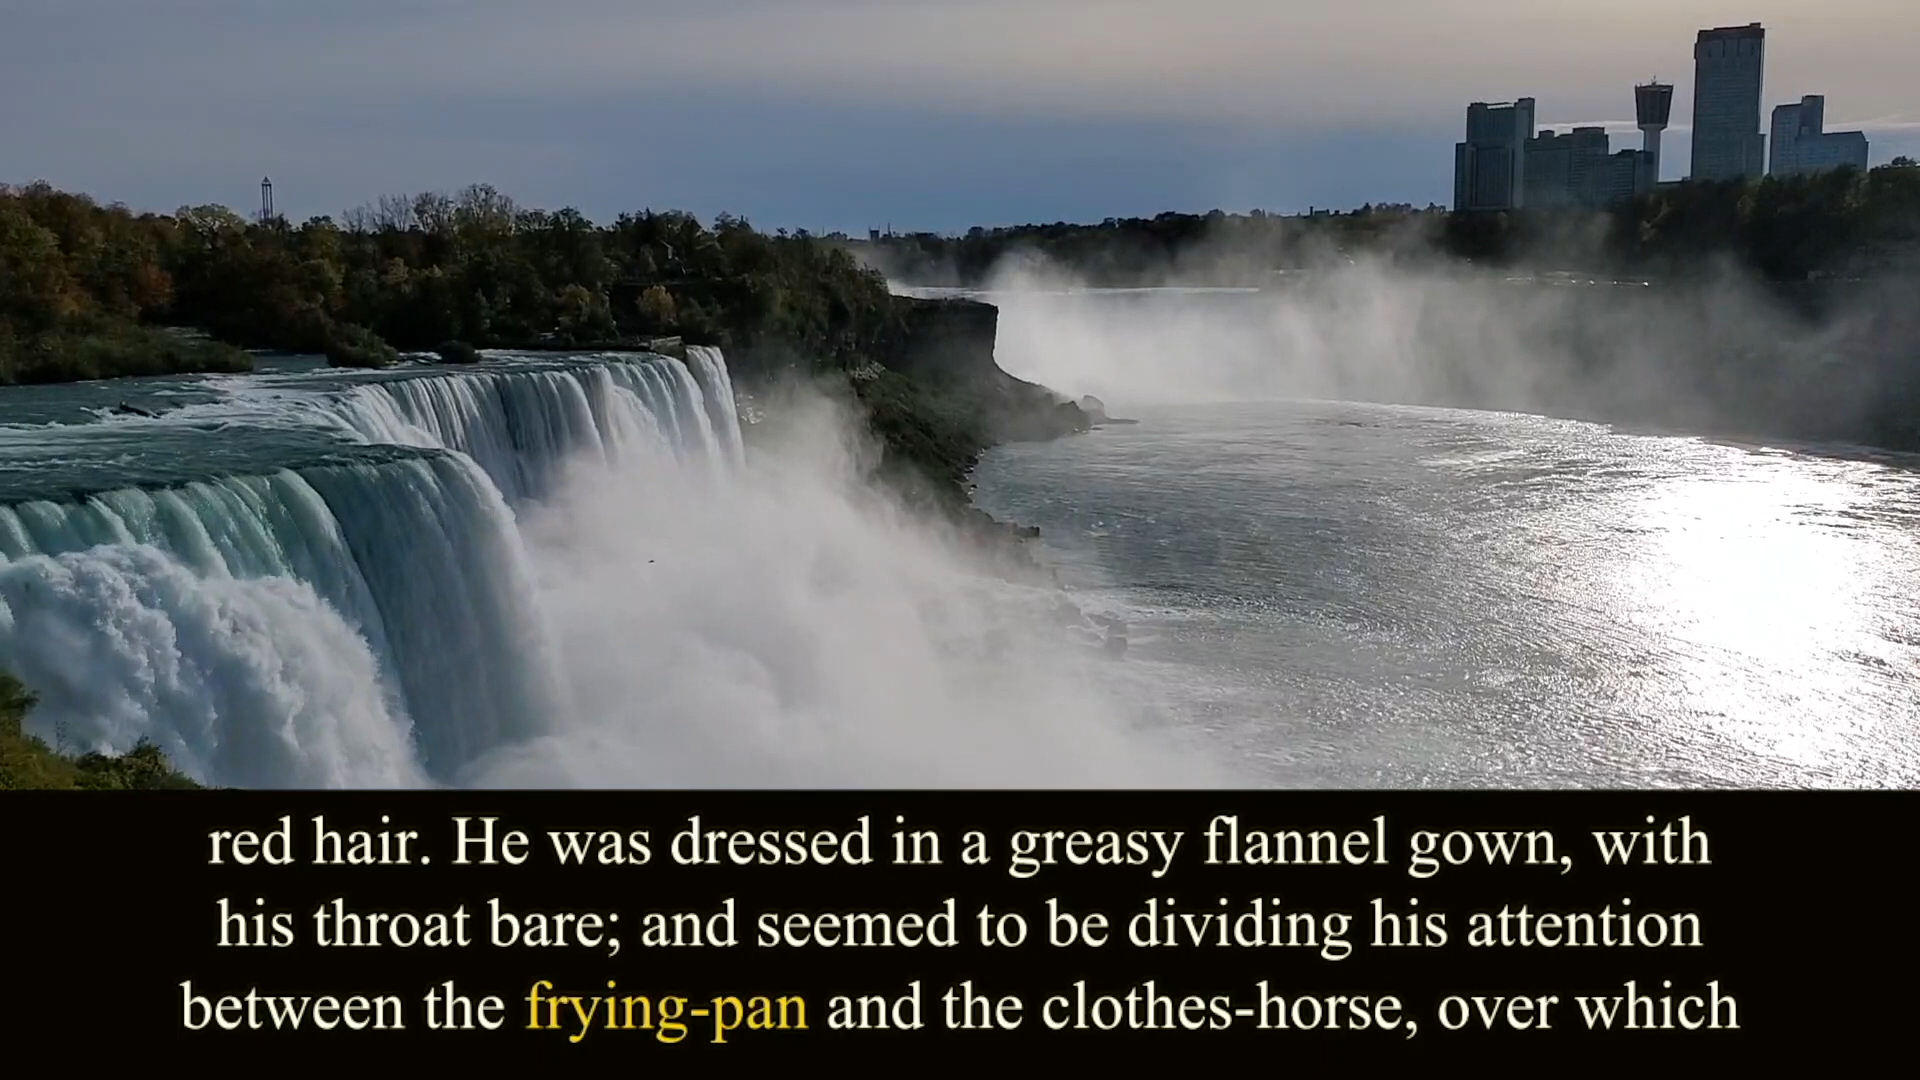 red hair. He was dressed in a greasy flannel gown, with
his throat bare; and seemed to be dividing his attention
between the frying-pan and the clothes-horse, over which